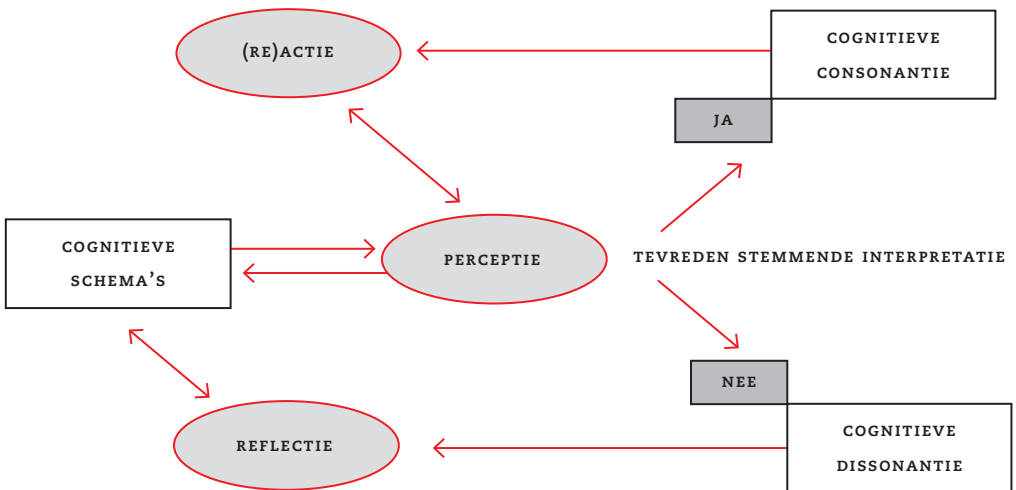 (RE)ACTIE
COGNITIEVE
CONSONANTIE
JA
COGNITIEVE
SCHEMA'S
PERCEPTIE
TEVREDEN STEMMENDE INTERPRETATIE
NEE
REFLECTIE
COGNITIEVE
DISSONANTIE